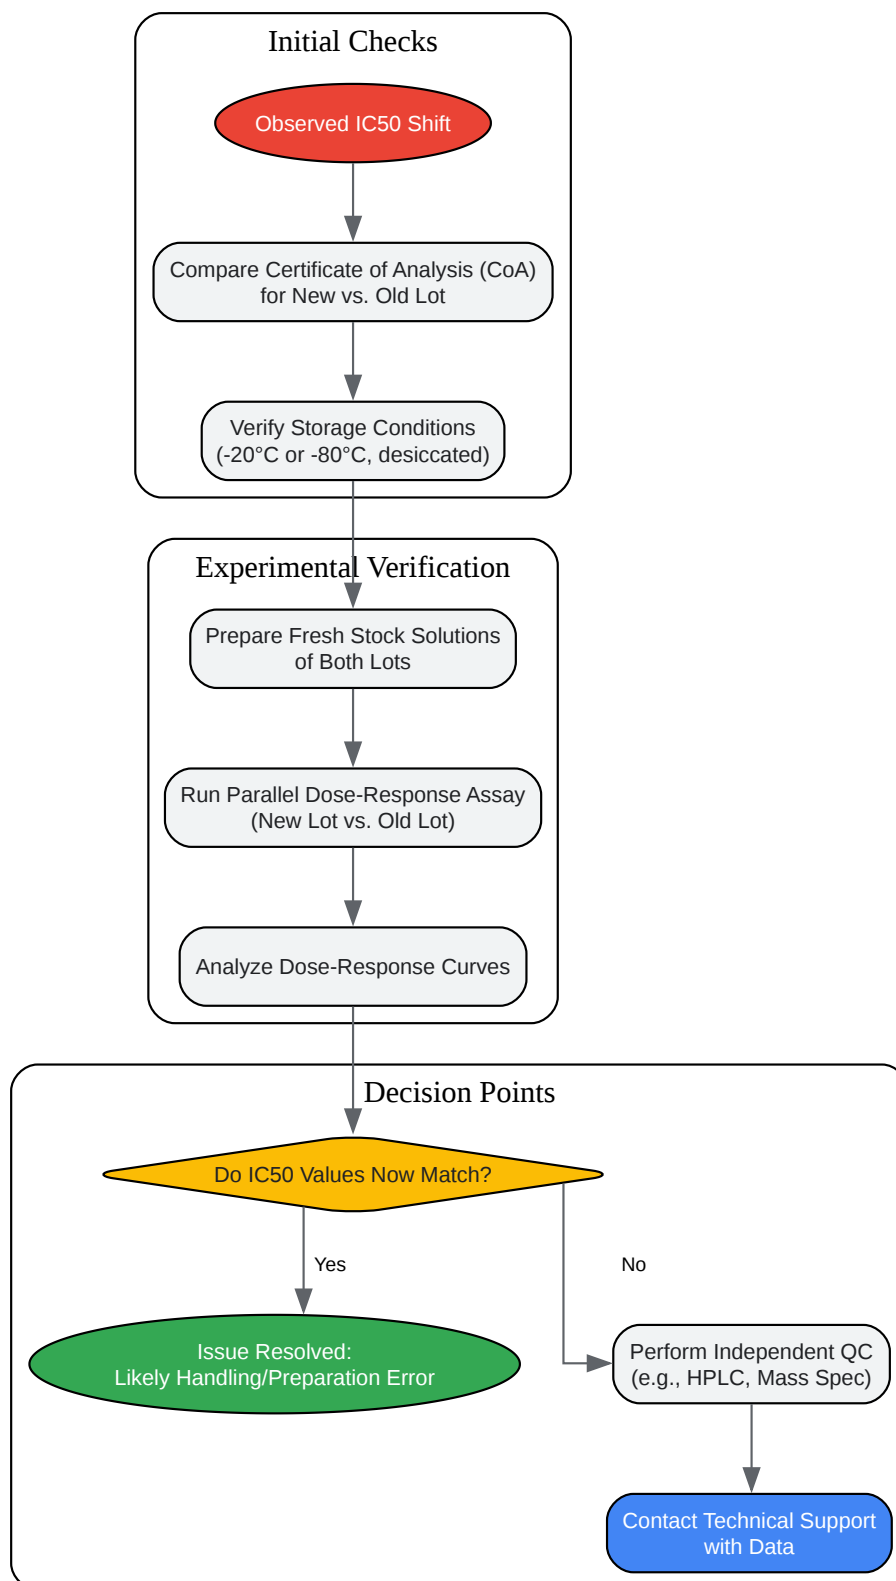 Initial Checks
Observed IC50 Shift
Compare Certificate of Analysis (CoA)
for New vs. Old Lot
Verify Storage Conditions
(-20°C or -80°C, desiccated)
Experimental Verification
Prepare Fresh Stock Solutions
of Both Lots
Run Parallel Dose-Response Assay
(New Lot vs. Old Lot)
Analyze Dose-Response Curves
Decision Points
Do IC50 Values Now Match?
Yes
No
Issue Resolved:
Likely Handling/Preparation Error
Perform Independent QC
(e.g., HPLC, Mass Spec)
Contact Technical Support
with Data